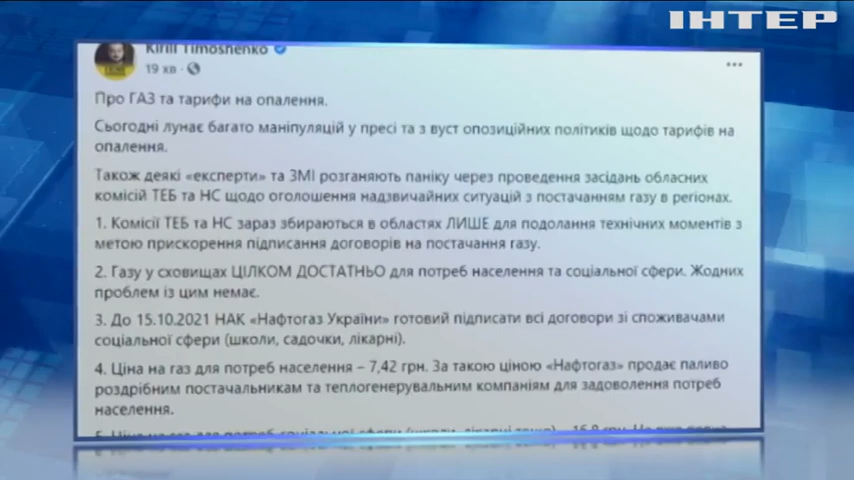 ІНТЕР
Kirill Timoshenko
19 хв ·
Про ГАЗ та тарифи на опалення.
Сьогодні лунає багато маніпуляцій у пресі та з вуст опозиційних політиків щодо тарифів на
опалення.
Також деякі «експерти» та ЗМІ розганяють паніку через проведення засідань обласних
комісій ТЕБ та НС щодо оголошення надзвичайних ситуацій з постачанням газу в регіонах.
1. Комісії ТЕБ та НС зараз збираються в областях ЛИШЕ для подолання технічних моментів з
метою прискорення підписання договорів на постачання газу.
2. Газу у сховищах ЦІЛКОМ ДОСТАТНЬО для потреб населення та соціальної сфери. Жодних
проблем із цим немає.
3. До 15.10.2021 НАК «Нафтогаз України» готовий підписати всі договори зі споживачами
соціальної сфери (школи, садочки, лікарні).
4. Ціна на газ для потреб населення – 7,42 грн. За такою ціною «Нафтогаз» продає паливо
роздрібним постачальникам та теплогенерувальним компаніям для задоволення потреб
населення.